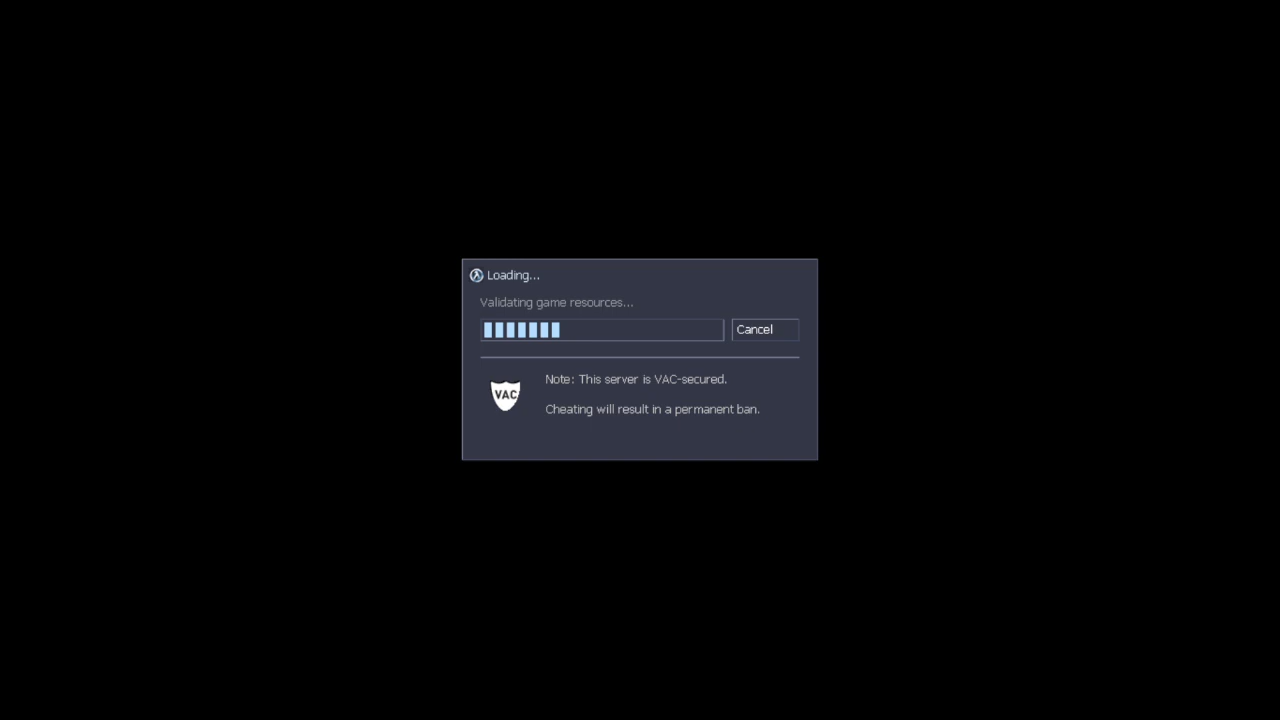 Loading...
Validating game resources...
Cancel
Note: This server is VAC-secured.
VAC
Cheating will result in a permanent ban.